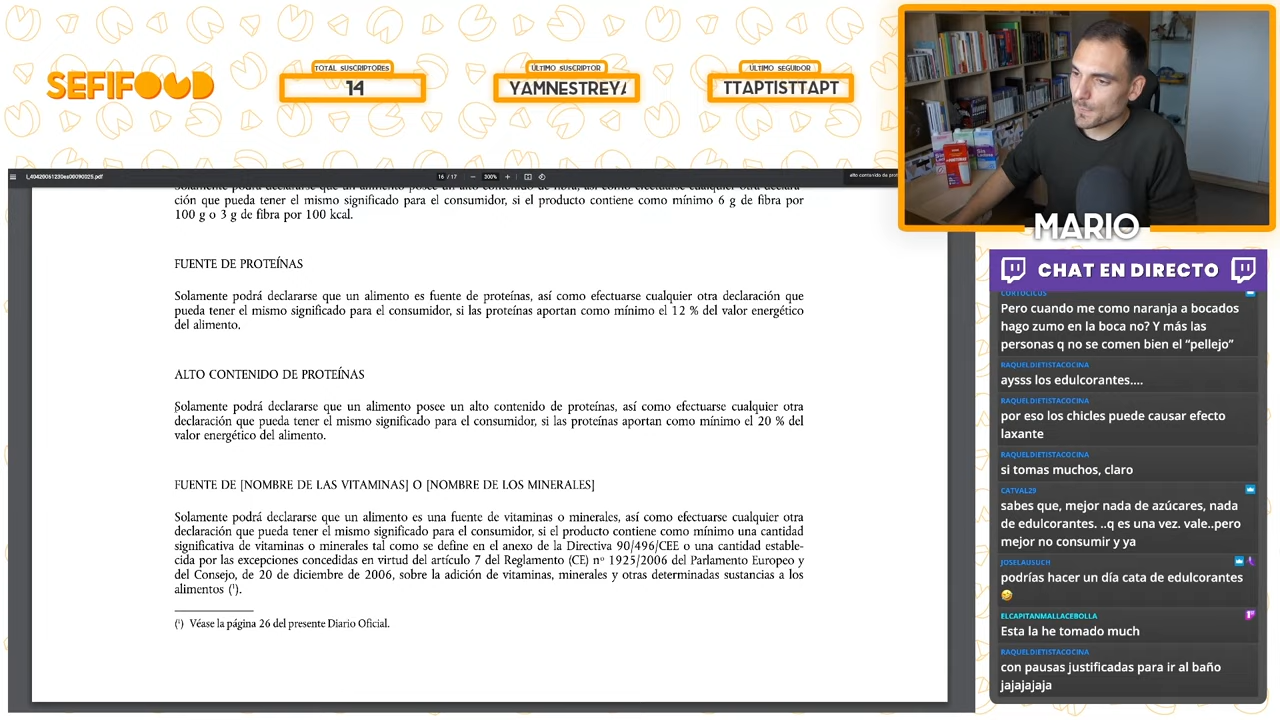 SEFIFOOD
TOTAL SUSCRIPTORES
14
ÚLTIMO SUSCRIPTOR
YAMNESTREY
ÚLTIMO SEGUIDOR
TTAPTISTTAPT
16 / 17
300%
alto contenido de
ción que pueda tener el mismo significado para el consumidor, si el producto contiene como mínimo 6 g de fibra por
100 g o 3 g de fibra por 100 kcal.
FUENTE DE PROTEÍNAS
Solamente podrá declararse que un alimento es fuente de proteínas, así como efectuarse cualquier otra declaración que
pueda tener el mismo significado para el consumidor, si las proteínas aportan como mínimo el 12 % del valor energético
del alimento.
ALTO CONTENIDO DE PROTEÍNAS
Solamente podrá declararse que un alimento posee un alto contenido de proteínas, así como efectuarse cualquier otra
declaración que pueda tener el mismo significado para el consumidor, si las proteínas aportan como mínimo el 20 % del
valor energético del alimento.
FUENTE DE [NOMBRE DE LAS VITAMINAS] O [NOMBRE DE LOS MINERALES]
Solamente podrá declararse que un alimento es una fuente de vitaminas o minerales, así como efectuarse cualquier otra
declaración que pueda tener el mismo significado para el consumidor, si el producto contiene como mínimo una cantidad
significativa de vitaminas o minerales tal como se define en el anexo de la Directiva 90/496/CEE o una cantidad estable-
cida por las excepciones concedidas en virtud del artículo 7 del Reglamento (CE) nº 1925/2006 del Parlamento Europeo y
del Consejo, de 20 de diciembre de 2006, sobre la adición de vitaminas, minerales y otras determinadas sustancias a los
alimentos (¹).
(¹) Véase la página 26 del presente Diario Oficial.
MARIO
CHAT EN DIRECTO
CORTOCICOS
Pero cuando me como naranja a bocados
hago zumo en la boca no? Y más las
personas q no se comen bien el “pellejo”
RAQUELDIETISTACOCINA
aysss los edulcorantes....
RAQUELDIETISTACOCINA
por eso los chicles puede causar efecto
laxante
RAQUELDIETISTACOCINA
si tomas muchos, claro
CATVAL29
sabes que, mejor nada de azúcares, nada
de edulcorantes. ..q es una vez. vale..pero
mejor no consumir y ya
JOSELAUSUCH
podrías hacer un día cata de edulcorantes
ELCAPITANMALLACEBOLLA
Esta la he tomado much
RAQUELDIETISTACOCINA
con pausas justificadas para ir al baño
jajajajaja